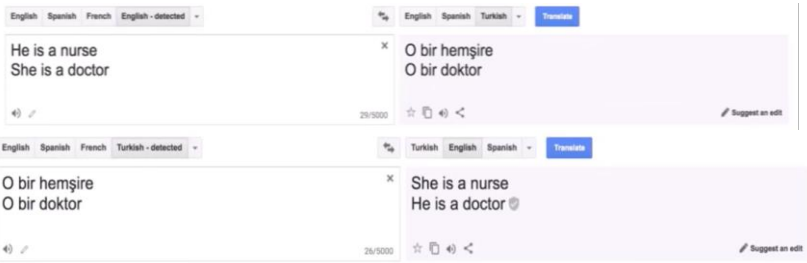 English Spanish French English - detected English Spanish Turkish Translate
He is a nurse
She is a doctor
O bir hemşire
O bir doktor
29/5000
Suggest an edit
English Spanish French Turkish - detected Turkish English Spanish Translate
O bir hemşire
O bir doktor
She is a nurse
He is a doctor
26/5000
Suggest an edit